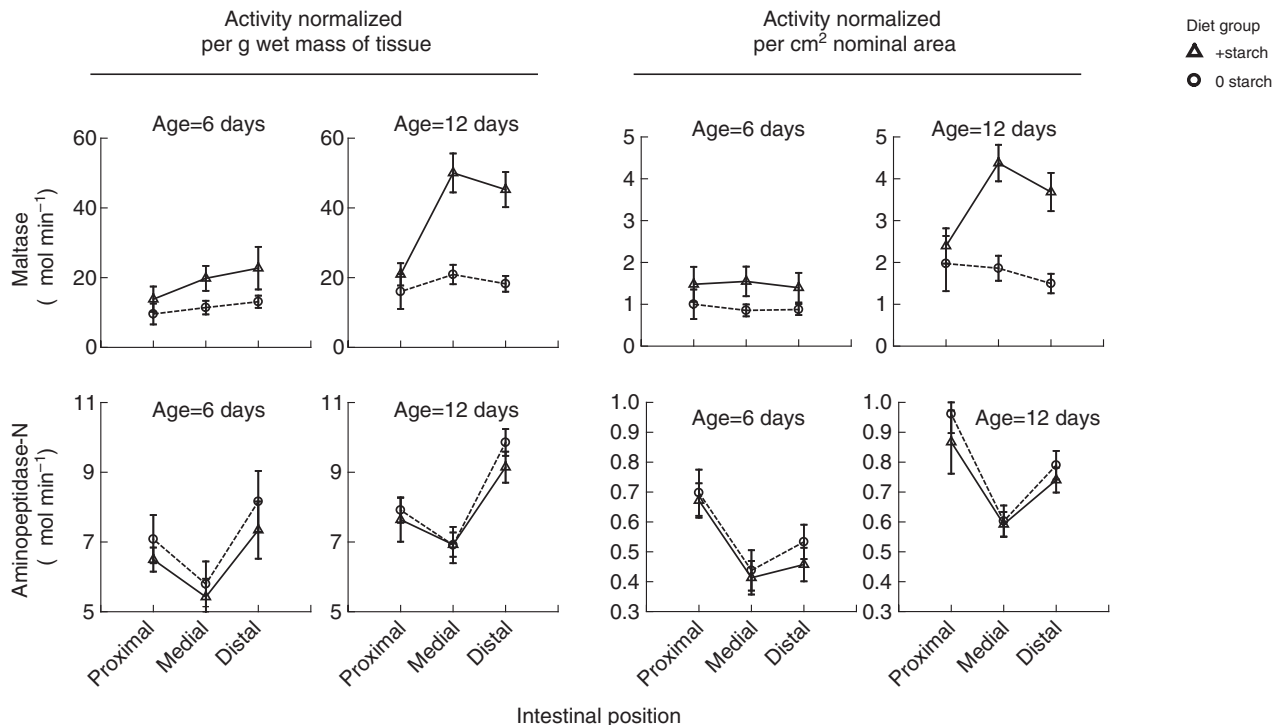 Activity normalized
per g wet mass of tissue
Activity normalized
per cm² nominal area
Diet group
+starch
0 starch
Maltase
( mol min⁻¹)
Age=6 days
60
40
20
0
Age=12 days
60
40
20
0
Age=6 days
5
4
3
2
1
0
Age=12 days
5
4
3
2
1
0
Aminopeptidase-N
( mol min⁻¹)
Age=6 days
11
9
7
5
Age=12 days
11
9
7
5
Age=6 days
1.0
0.9
0.8
0.7
0.6
0.5
0.4
0.3
Age=12 days
1.0
0.9
0.8
0.7
0.6
0.5
0.4
0.3
Proximal
Medial
Distal
Proximal
Medial
Distal
Proximal
Medial
Distal
Proximal
Medial
Distal
Intestinal position